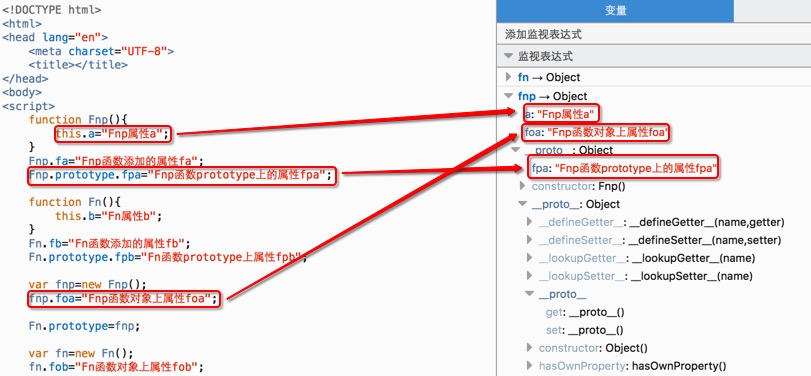 <!DOCTYPE html>
<html>
<head lang="en">
<meta charset="UTF-8">
<title></title>
</head>
<body>
<script>
function Fnp(){
this.a="Fnp属性a";
}
Fnp.fa="Fnp函数添加的属性fa";
Fnp.prototype.fpa="Fnp函数prototype上的属性fpa";
function Fn(){
this.b="Fn属性b";
}
Fn.fb="Fn函数添加的属性fb";
Fn.prototype.fpb="Fn函数prototype上属性fpb";
var fnp=new Fnp();
fnp.foa="Fnp函数对象上属性foa";
Fn.prototype=fnp;
var fn=new Fn();
fn.fob="Fn函数对象上属性fob";
变量
添加监视表达式
监视表达式
fn → Object
fnp → Object
a: "Fnp属性a"
foa: "Fnp函数对象上属性foa"
__proto__: Object
fpa: "Fnp函数prototype上的属性fpa"
constructor: Fnp()
__proto__: Object
__defineGetter__: __defineGetter__(name,getter)
__defineSetter__: __defineSetter__(name,setter)
__lookupGetter__: __lookupGetter__(name)
__lookupSetter__: __lookupSetter__(name)
__proto__
get: __proto__()
set: __proto__()
constructor: Object()
hasOwnProperty: hasOwnProperty()